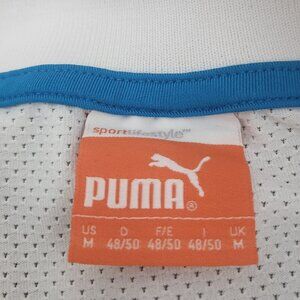 sportlifestyle™
PUMA®
US D F/E I UK
M 48/50 48/50 48/50 M